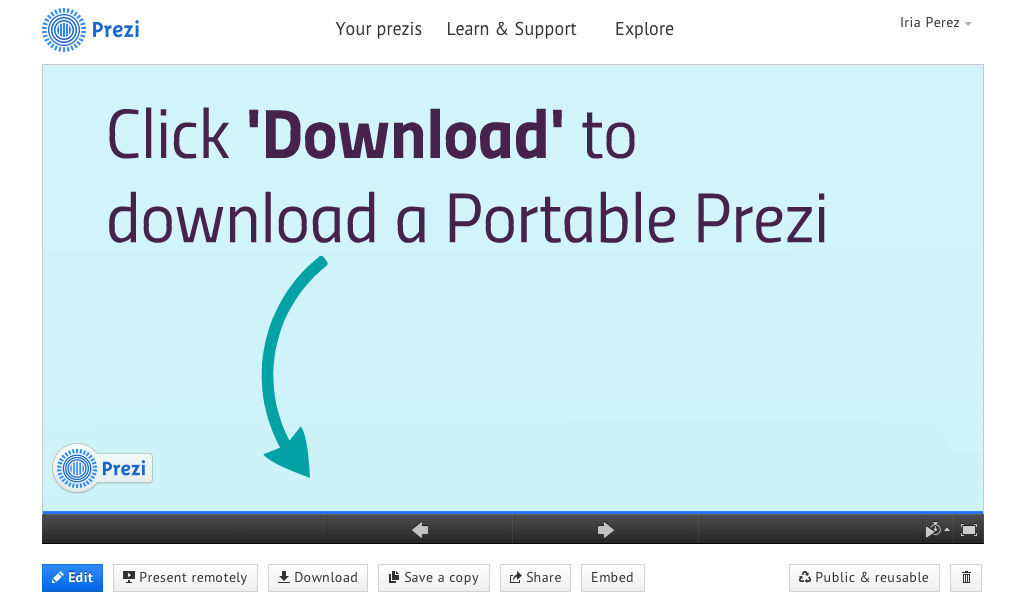 Prezi
Your prezis Learn & Support Explore
Iria Perez
Click 'Download' to
download a Portable Prezi
Prezi
Edit Present remotely Download Save a copy Share Embed Public & reusable